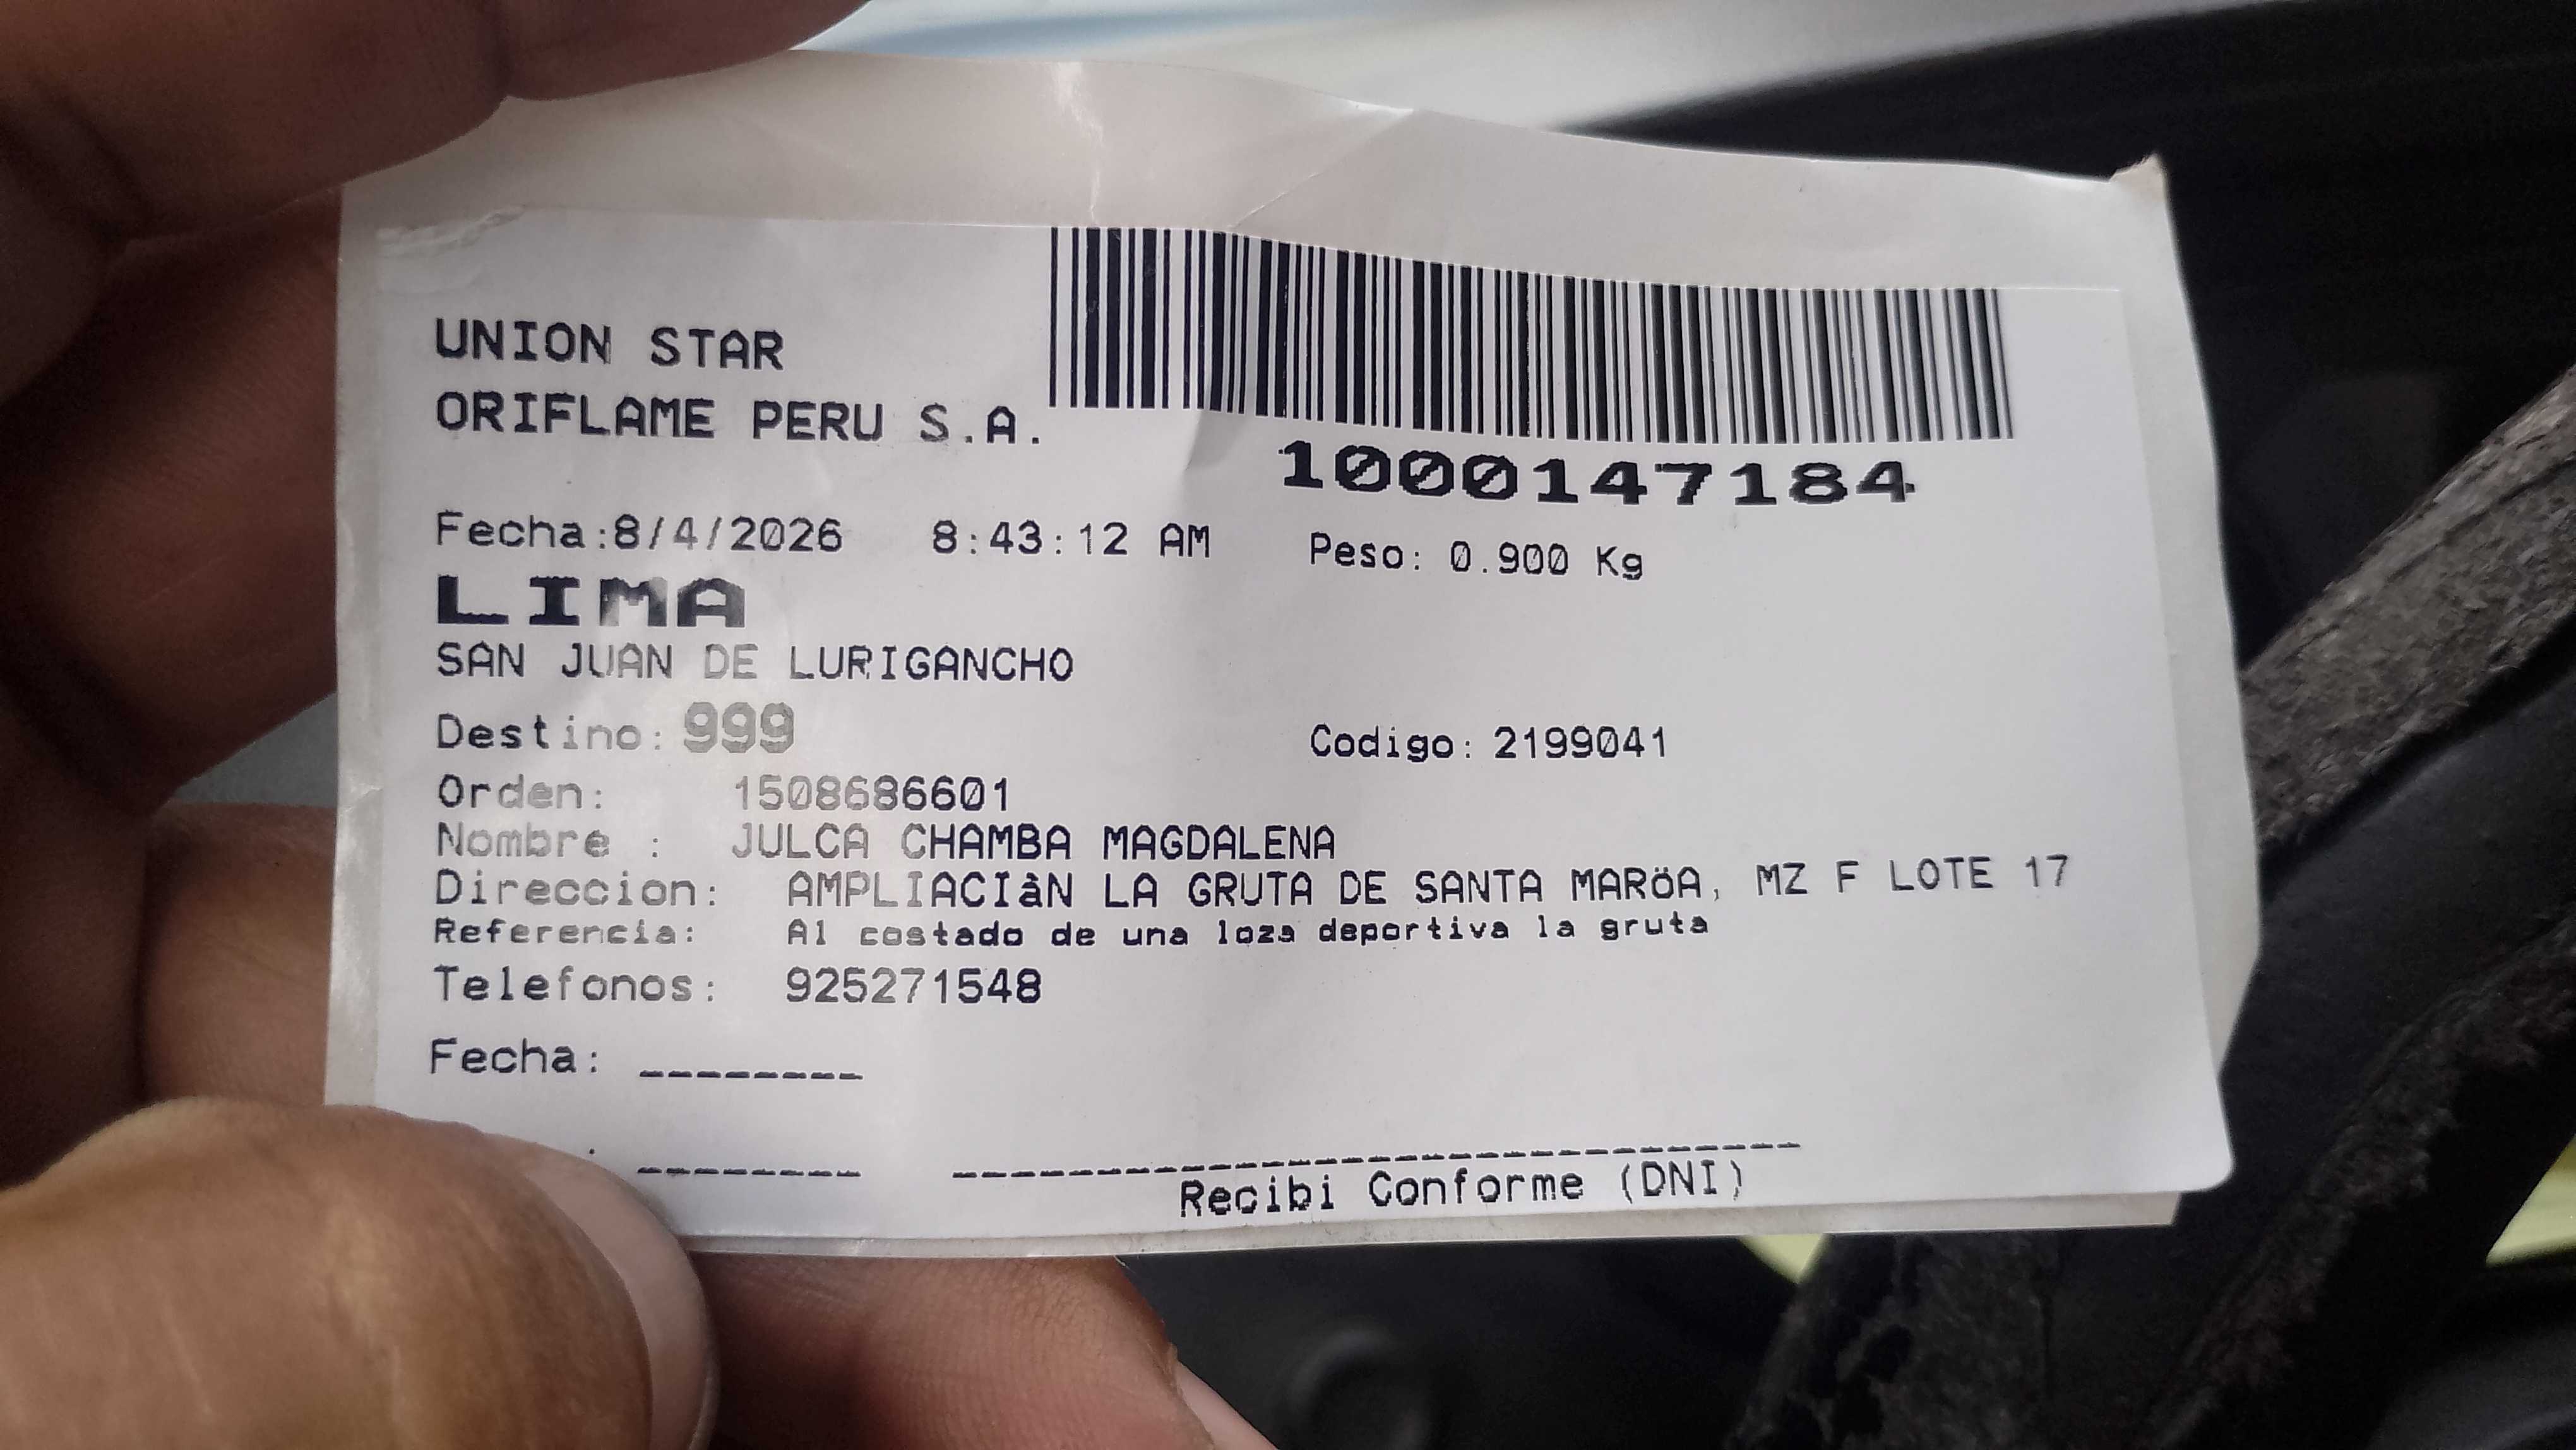 UNION STAR
ORIFLAME PERU S.A.
1000147184
Fecha:8/4/2026 8:43:12 AM Peso: 0.900 Kg
LIMA
SAN JUAN DE LURIGANCHO
Destino: 999 Codigo: 2199041
Orden: 1508686601
Nombre : JULCA CHAMBA MAGDALENA
Direccion: AMPLIACIàN LA GRUTA DE SANTA MARÖA, MZ F LOTE 17
Referencia: Al costado de una loza deportiva la gruta
Telefonos: 925271548
Fecha: ________
________ ______________________________
Recibi Conforme (DNI)